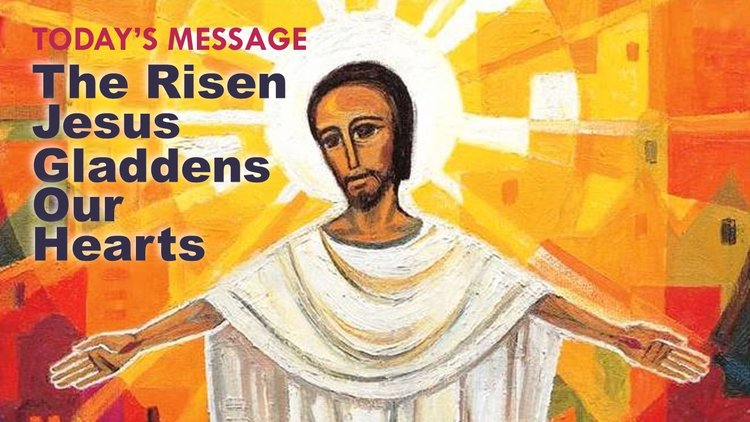 TODAY’S MESSAGE
The Risen
Jesus
Gladdens
Our
Hearts